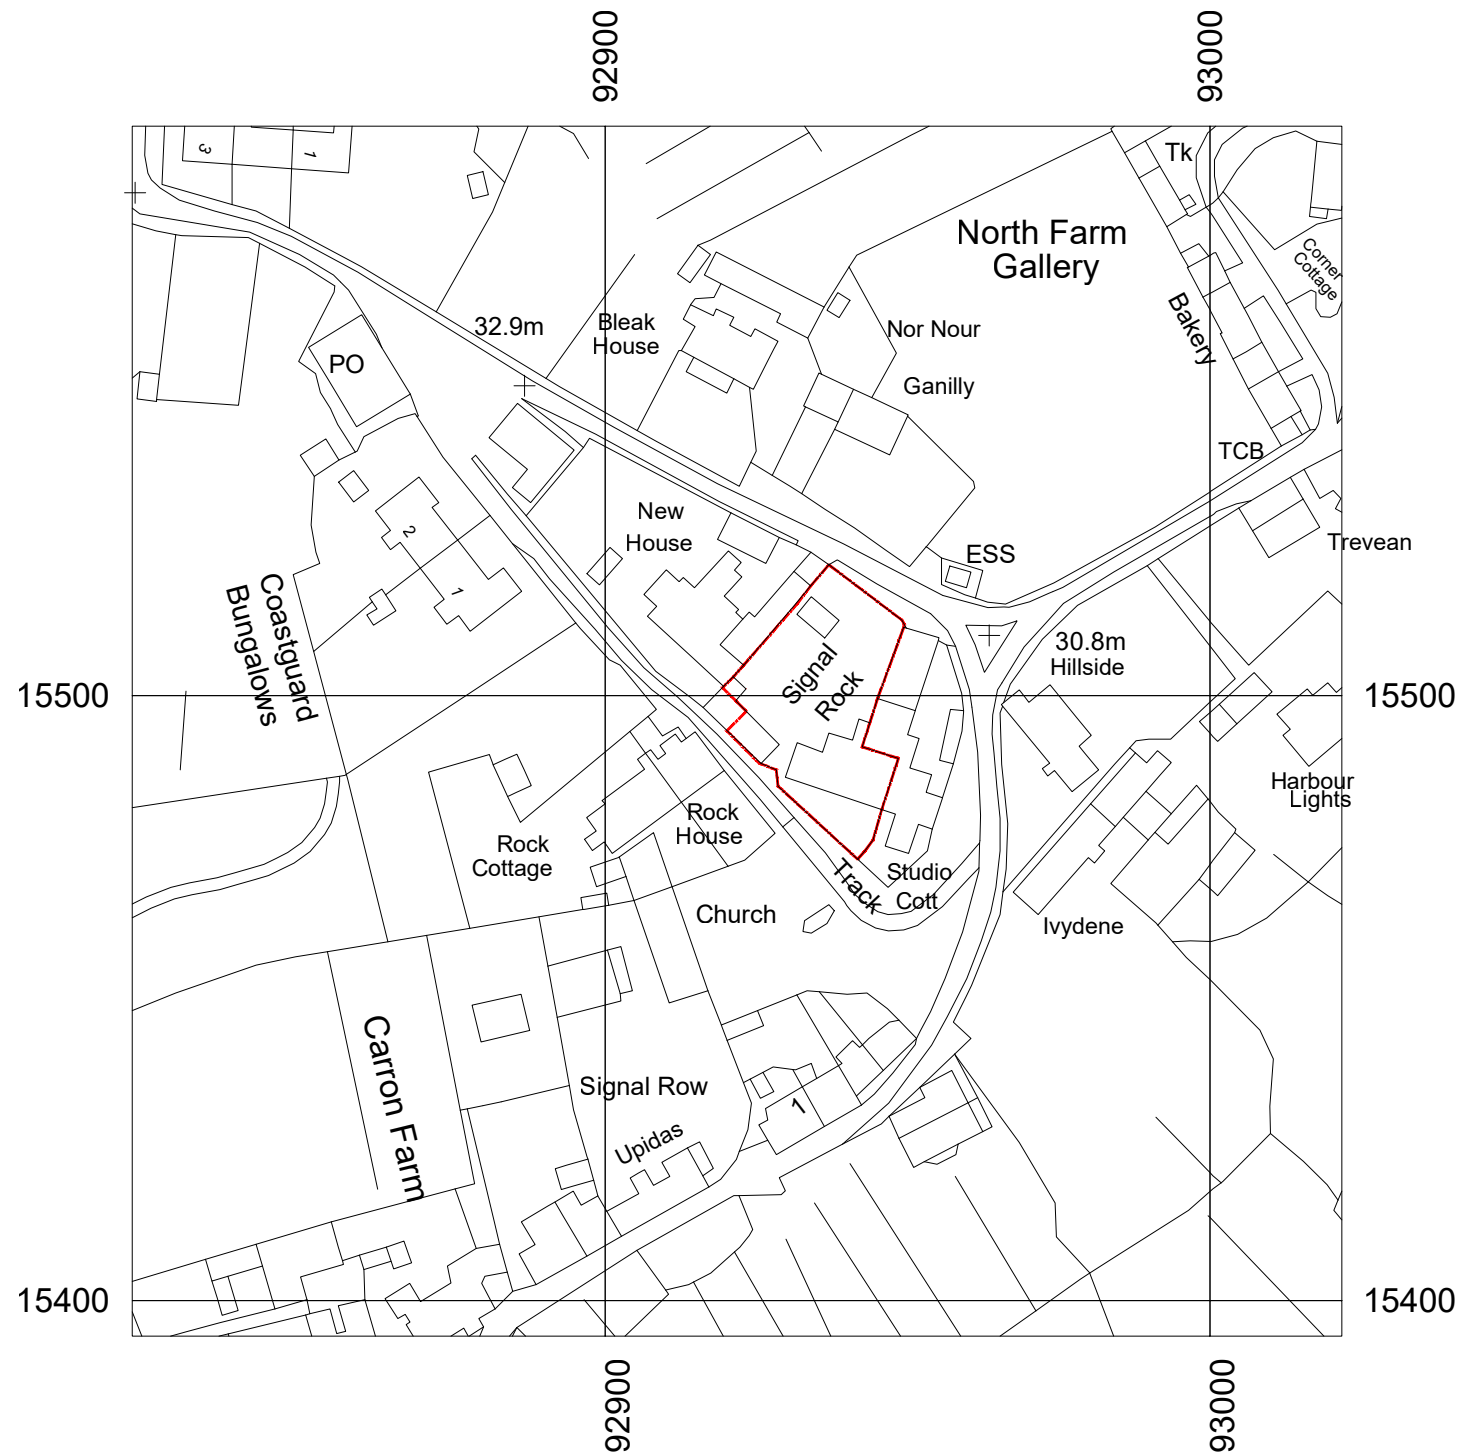 92900
93000
3
1
Tk
North Farm
Gallery
Corner
Cottage
32.9m
Bleak
House
Nor Nour
Bakery
PO
Ganilly
TCB
New
House
2
1
ESS
Trevean
Coastguard
Bungalows
30.8m
Hillside
Signal
Rock
15500
15500
Harbour
Lights
Rock
House
Rock
Cottage
Track
Studio
Cott
Church
Ivydene
Carron Farm
Signal Row
1
Upidas
15400
15400
92900
93000